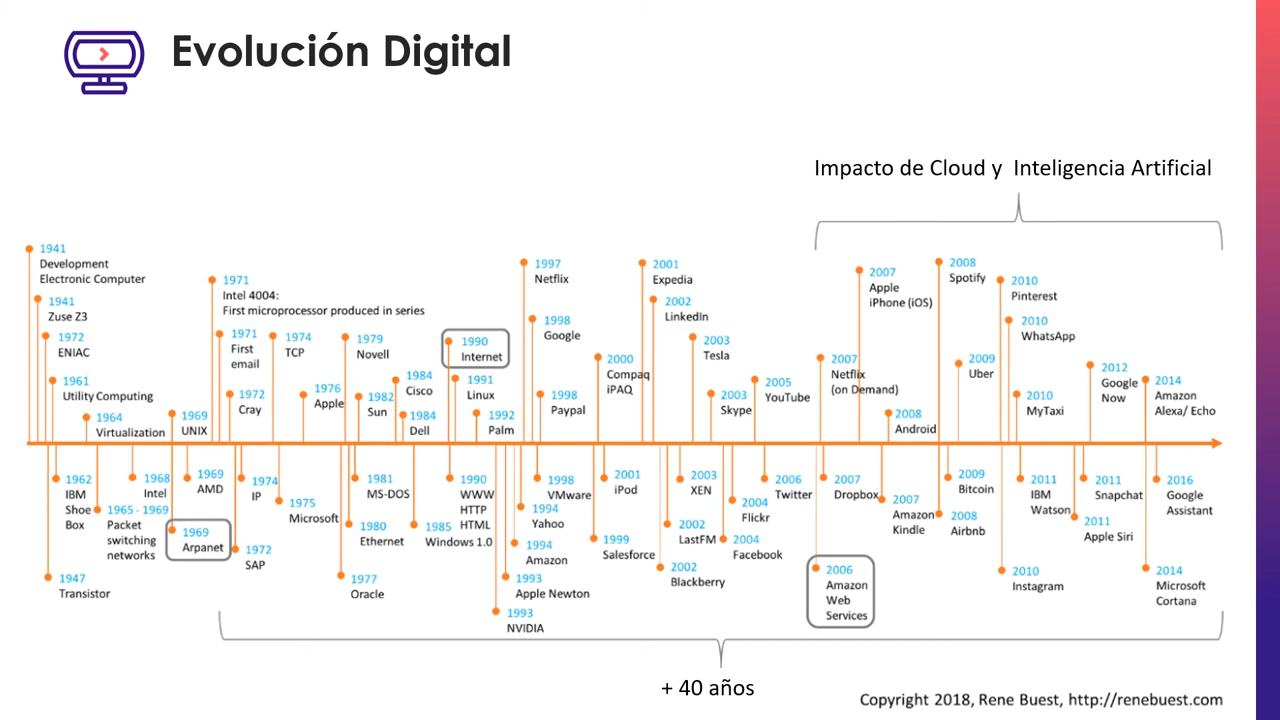 Evolución Digital
Impacto de Cloud y Inteligencia Artificial
1941
Development
Electronic Computer
1941
Zuse Z3
1972
ENIAC
1961
Utility Computing
1964
Virtualization
1969
UNIX
1971
Intel 4004:
First microprocessor produced in series
1971
First
email
1972
Cray
1974
TCP
1976
Apple
1979
Novell
1982
Sun
1984
Cisco
1984
Dell
1990
Internet
1991
Linux
1992
Palm
1997
Netflix
1998
Google
1998
Paypal
2000
Compaq
iPAQ
2001
Expedia
2002
LinkedIn
2003
Tesla
2003
Skype
2005
YouTube
2007
Netflix
(on Demand)
2007
Apple
iPhone (iOS)
2008
Android
2008
Spotify
2009
Uber
2010
Pinterest
2010
WhatsApp
2010
MyTaxi
2012
Google
Now
2014
Amazon
Alexa/ Echo
1962
IBM
Shoe
Box
1947
Transistor
1965 - 1969
Packet
switching
networks
1968
Intel
1969
Arpanet
1969
AMD
1972
SAP
1974
IP
1975
Microsoft
1977
Oracle
1980
Ethernet
1981
MS-DOS
1985
Windows 1.0
1990
WWW
HTTP
HTML
1993
NVIDIA
1993
Apple Newton
1994
Amazon
1994
Yahoo
1998
VMware
1999
Salesforce
2001
iPod
2002
Blackberry
2002
LastFM
2003
XEN
2004
Facebook
2004
Flickr
2006
Twitter
2006
Amazon
Web
Services
2007
Dropbox
2007
Amazon
Kindle
2008
Airbnb
2009
Bitcoin
2010
Instagram
2011
IBM
Watson
2011
Apple Siri
2011
Snapchat
2014
Microsoft
Cortana
2016
Google
Assistant
+ 40 años
Copyright 2018, Rene Buest, http://renebuest.com